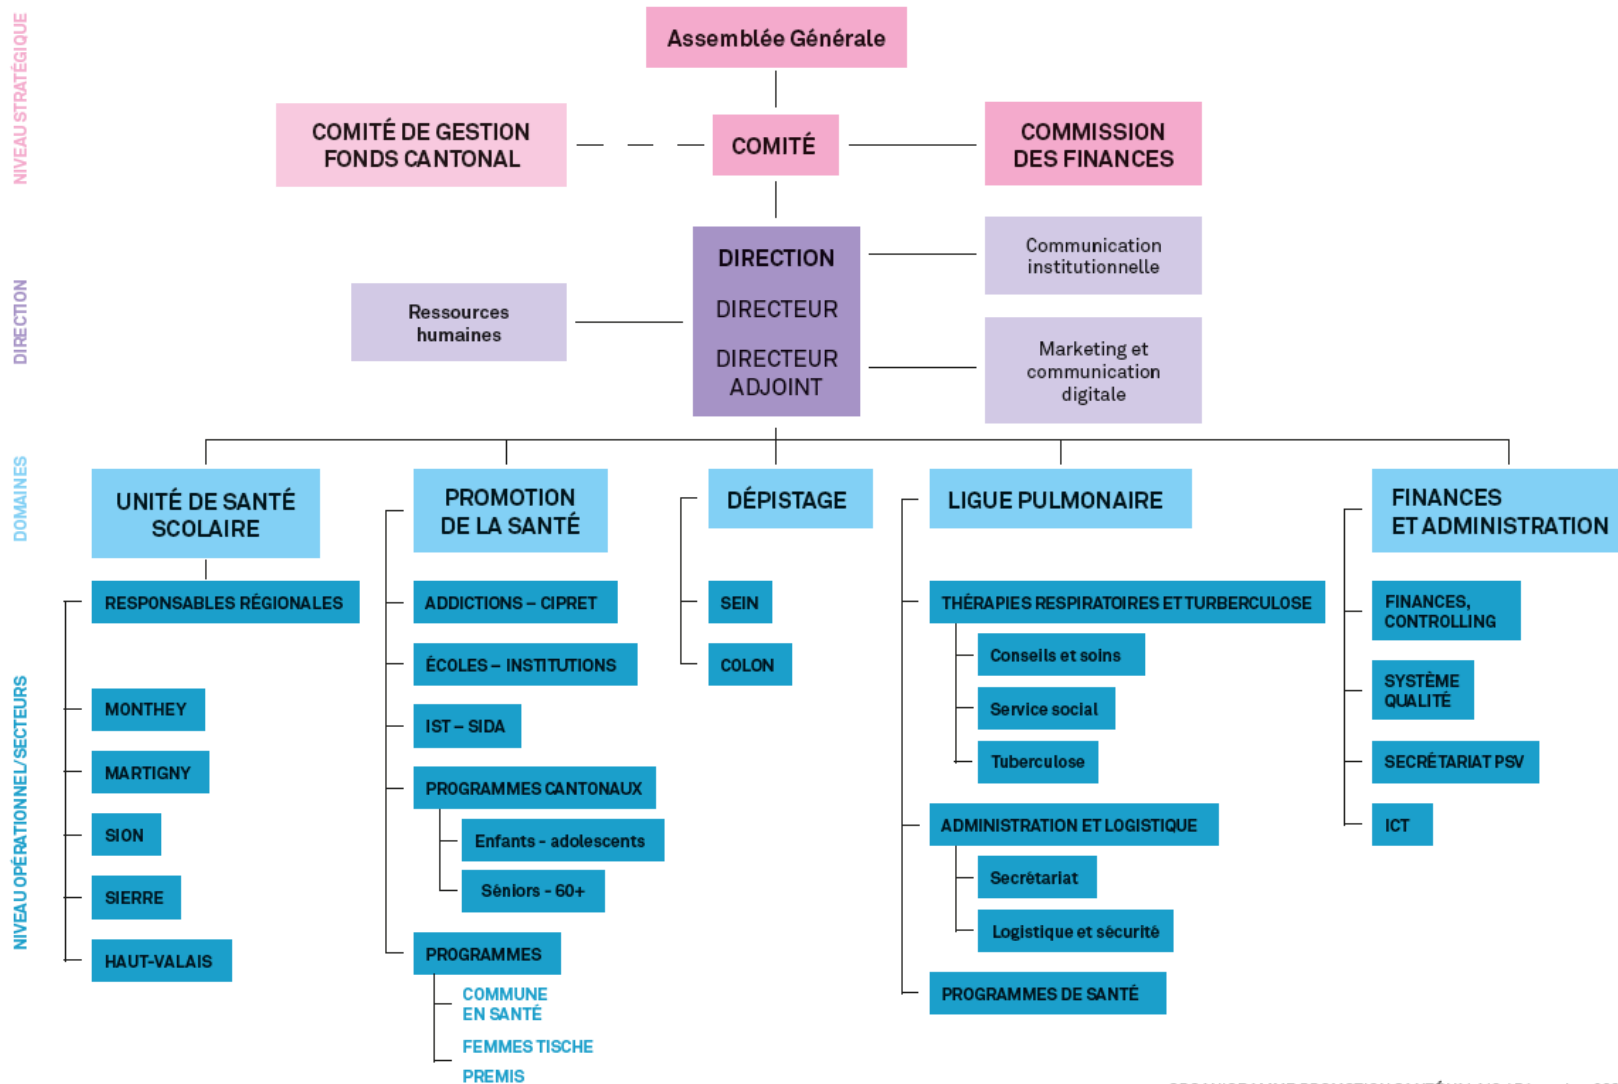 NIVEAU STRATÉGIQUE
Assemblée Générale
COMITÉ DE GESTION
FONDS CANTONAL
COMITÉ
COMMISSION
DES FINANCES
DIRECTION
DIRECTION
DIRECTEUR
DIRECTEUR
ADJOINT
Ressources
humaines
Communication
institutionnelle
Marketing et
communication
digitale
DOMAINES
UNITÉ DE SANTÉ
SCOLAIRE
PROMOTION
DE LA SANTÉ
DÉPISTAGE
LIGUE PULMONAIRE
FINANCES
ET ADMINISTRATION
NIVEAU OPÉRATIONNEL/SECTEURS
RESPONSABLES RÉGIONALES
MONTHEY
MARTIGNY
SION
SIERRE
HAUT-VALAIS
ADDICTIONS – CIPRET
ÉCOLES – INSTITUTIONS
IST – SIDA
PROGRAMMES CANTONAUX
Enfants - adolescents
Séniors - 60+
PROGRAMMES
COMMUNE
EN SANTÉ
FEMMES TISCHE
PREMIS
SEIN
COLON
THÉRAPIES RESPIRATOIRES ET TURBERCULOSE
Conseils et soins
Service social
Tuberculose
ADMINISTRATION ET LOGISTIQUE
Secrétariat
Logistique et sécurité
PROGRAMMES DE SANTÉ
FINANCES,
CONTROLLING
SYSTÈME
QUALITÉ
SECRÉTARIAT PSV
ICT